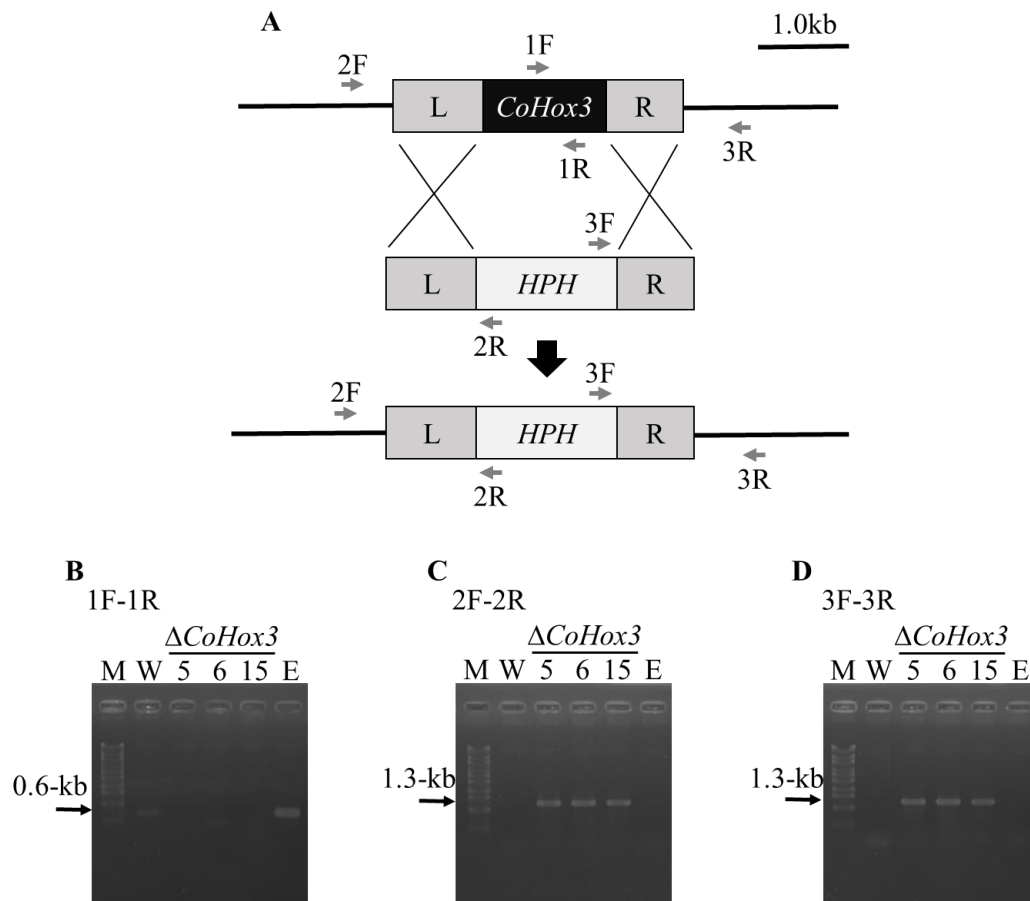 A
1.0kb
2F
1F
L
CoHox3
R
1R
3R
3F
L
HPH
R
2R
2F
3F
L
HPH
R
2R
3R
B
1F-1R
ΔCoHox3
M W 5 6 15 E
0.6-kb
C
2F-2R
ΔCoHox3
M W 5 6 15 E
1.3-kb
D
3F-3R
ΔCoHox3
M W 5 6 15 E
1.3-kb